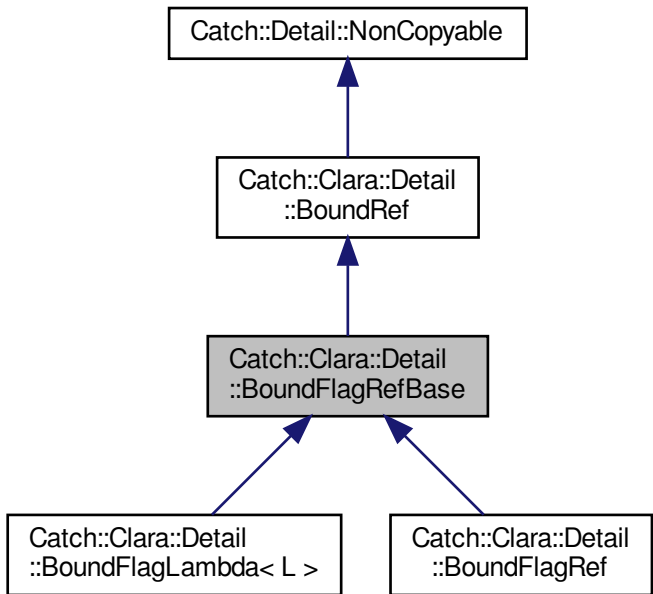 Catch::Detail::NonCopyable
Catch::Clara::Detail
::BoundRef
Catch::Clara::Detail
::BoundFlagRefBase
Catch::Clara::Detail
::BoundFlagLambda< L >
Catch::Clara::Detail
::BoundFlagRef